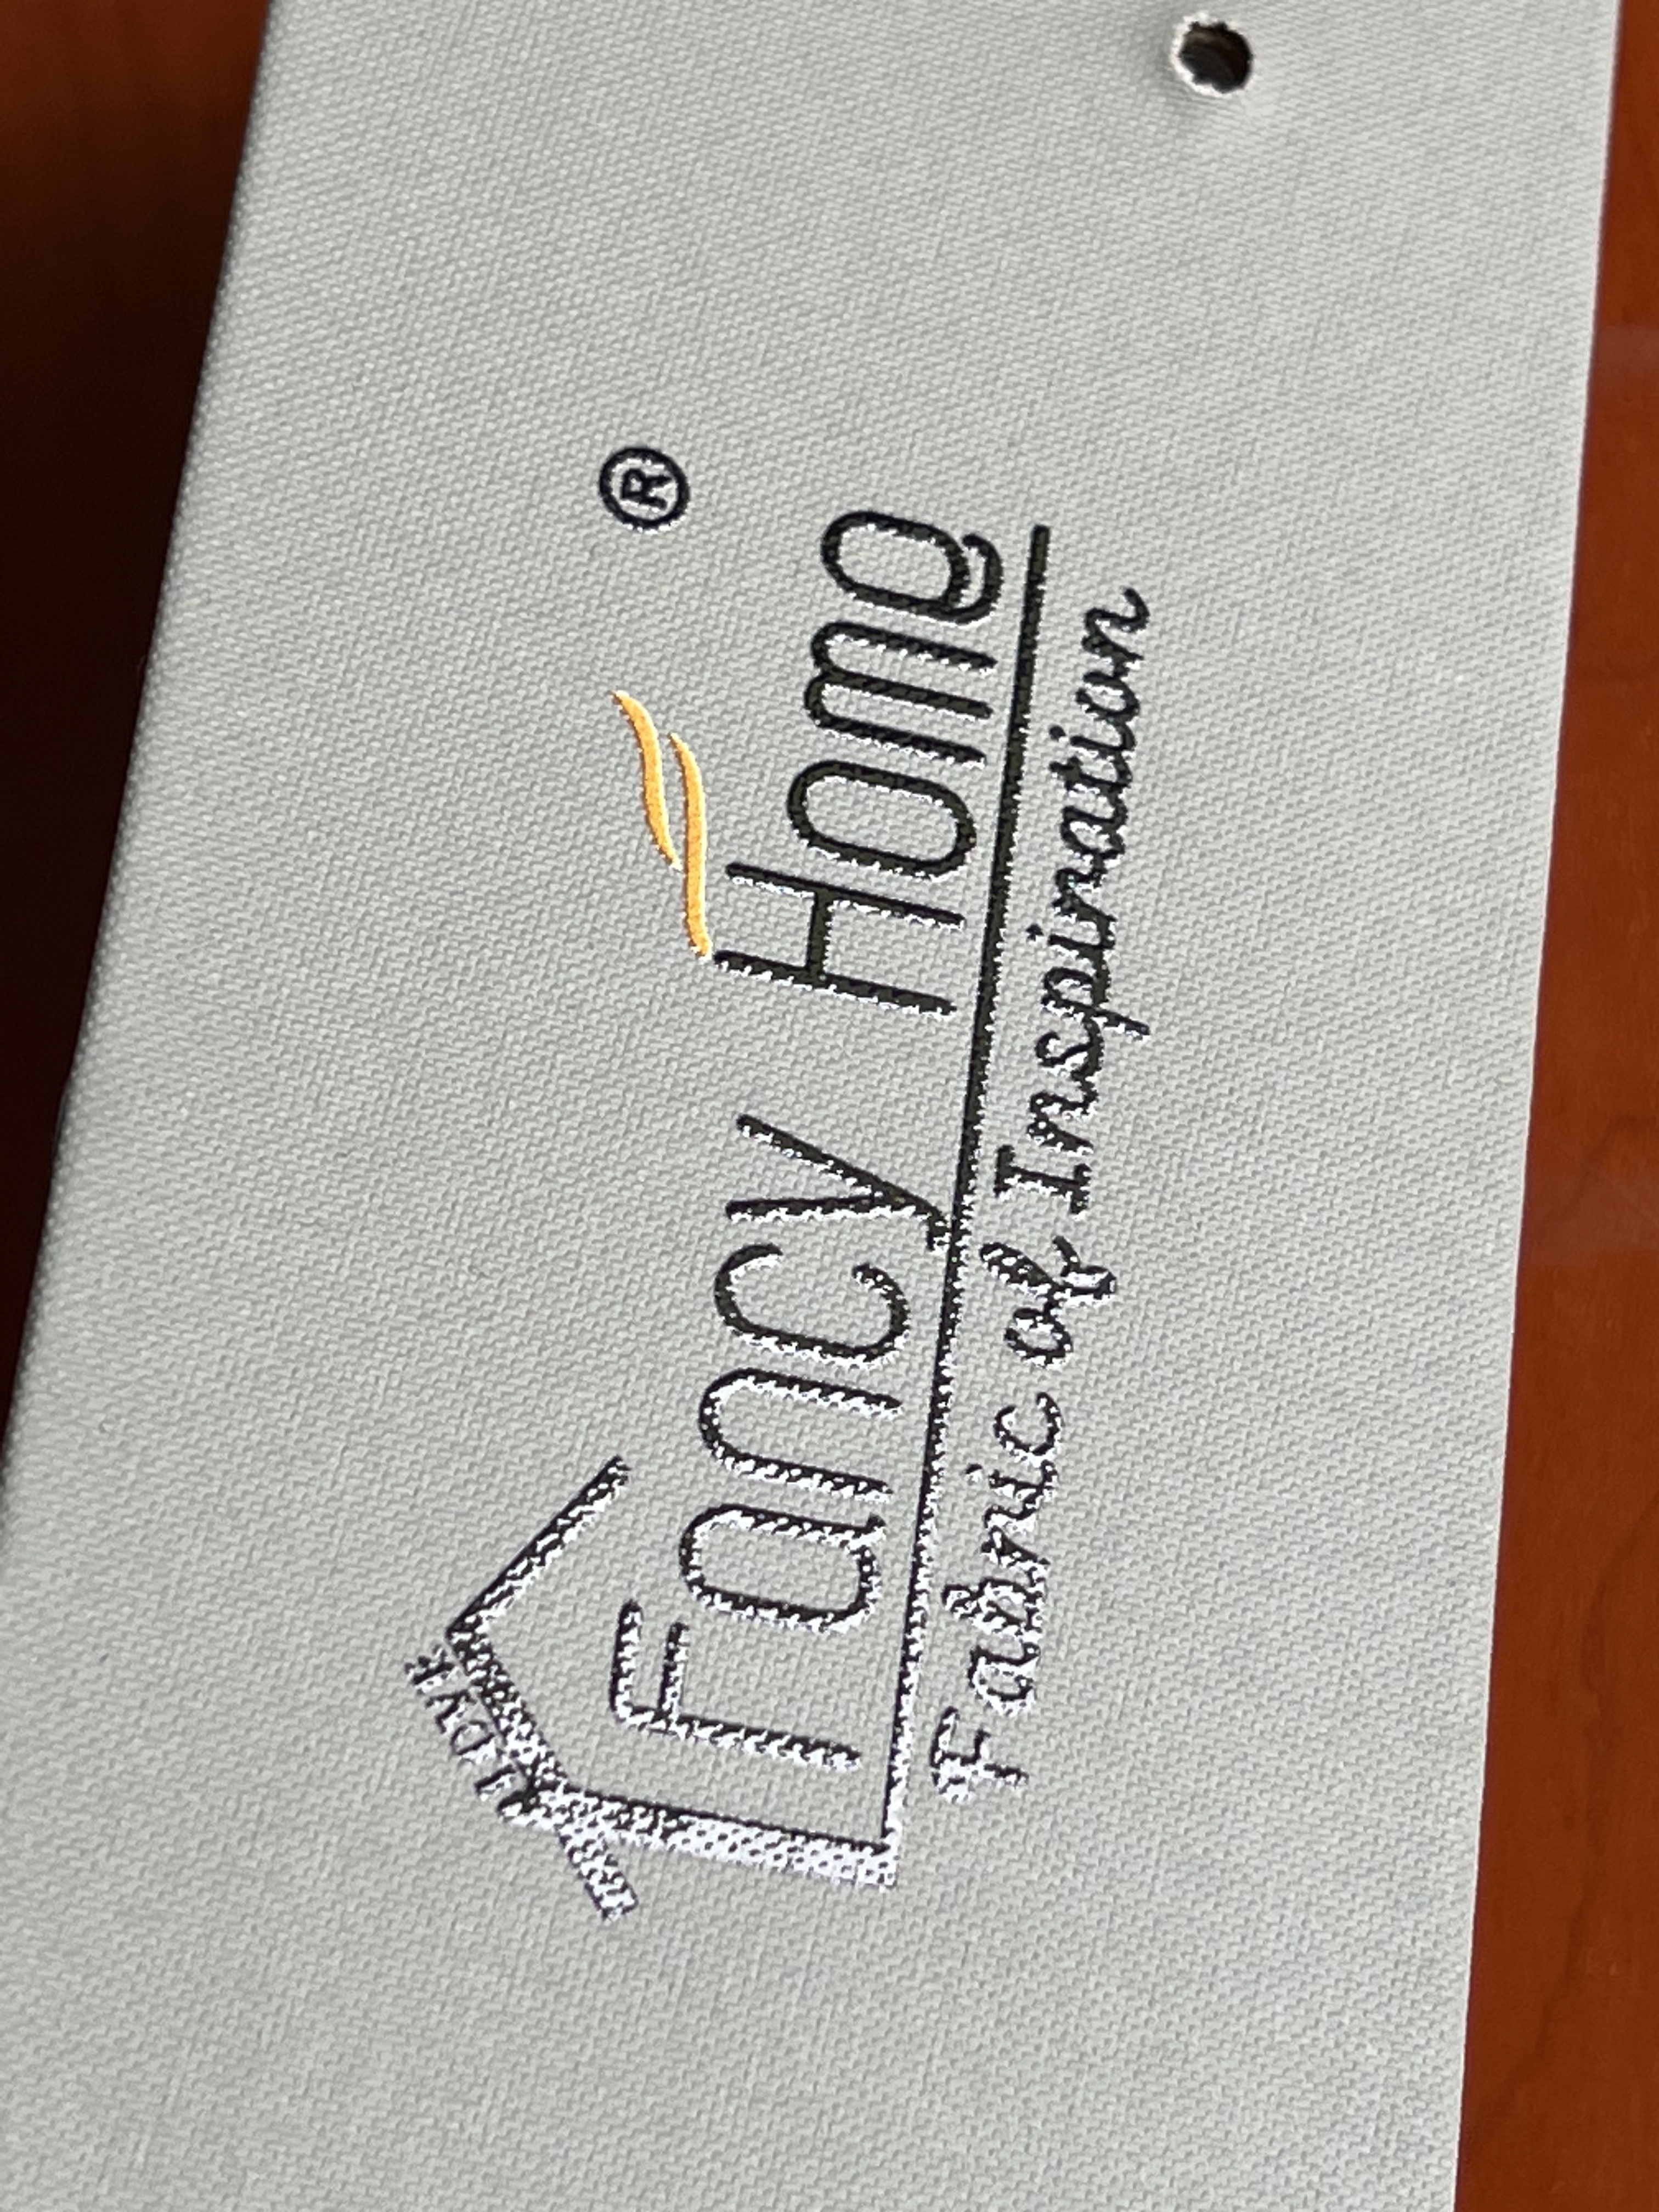 Fancy Home ®
Fabric of Inspiration